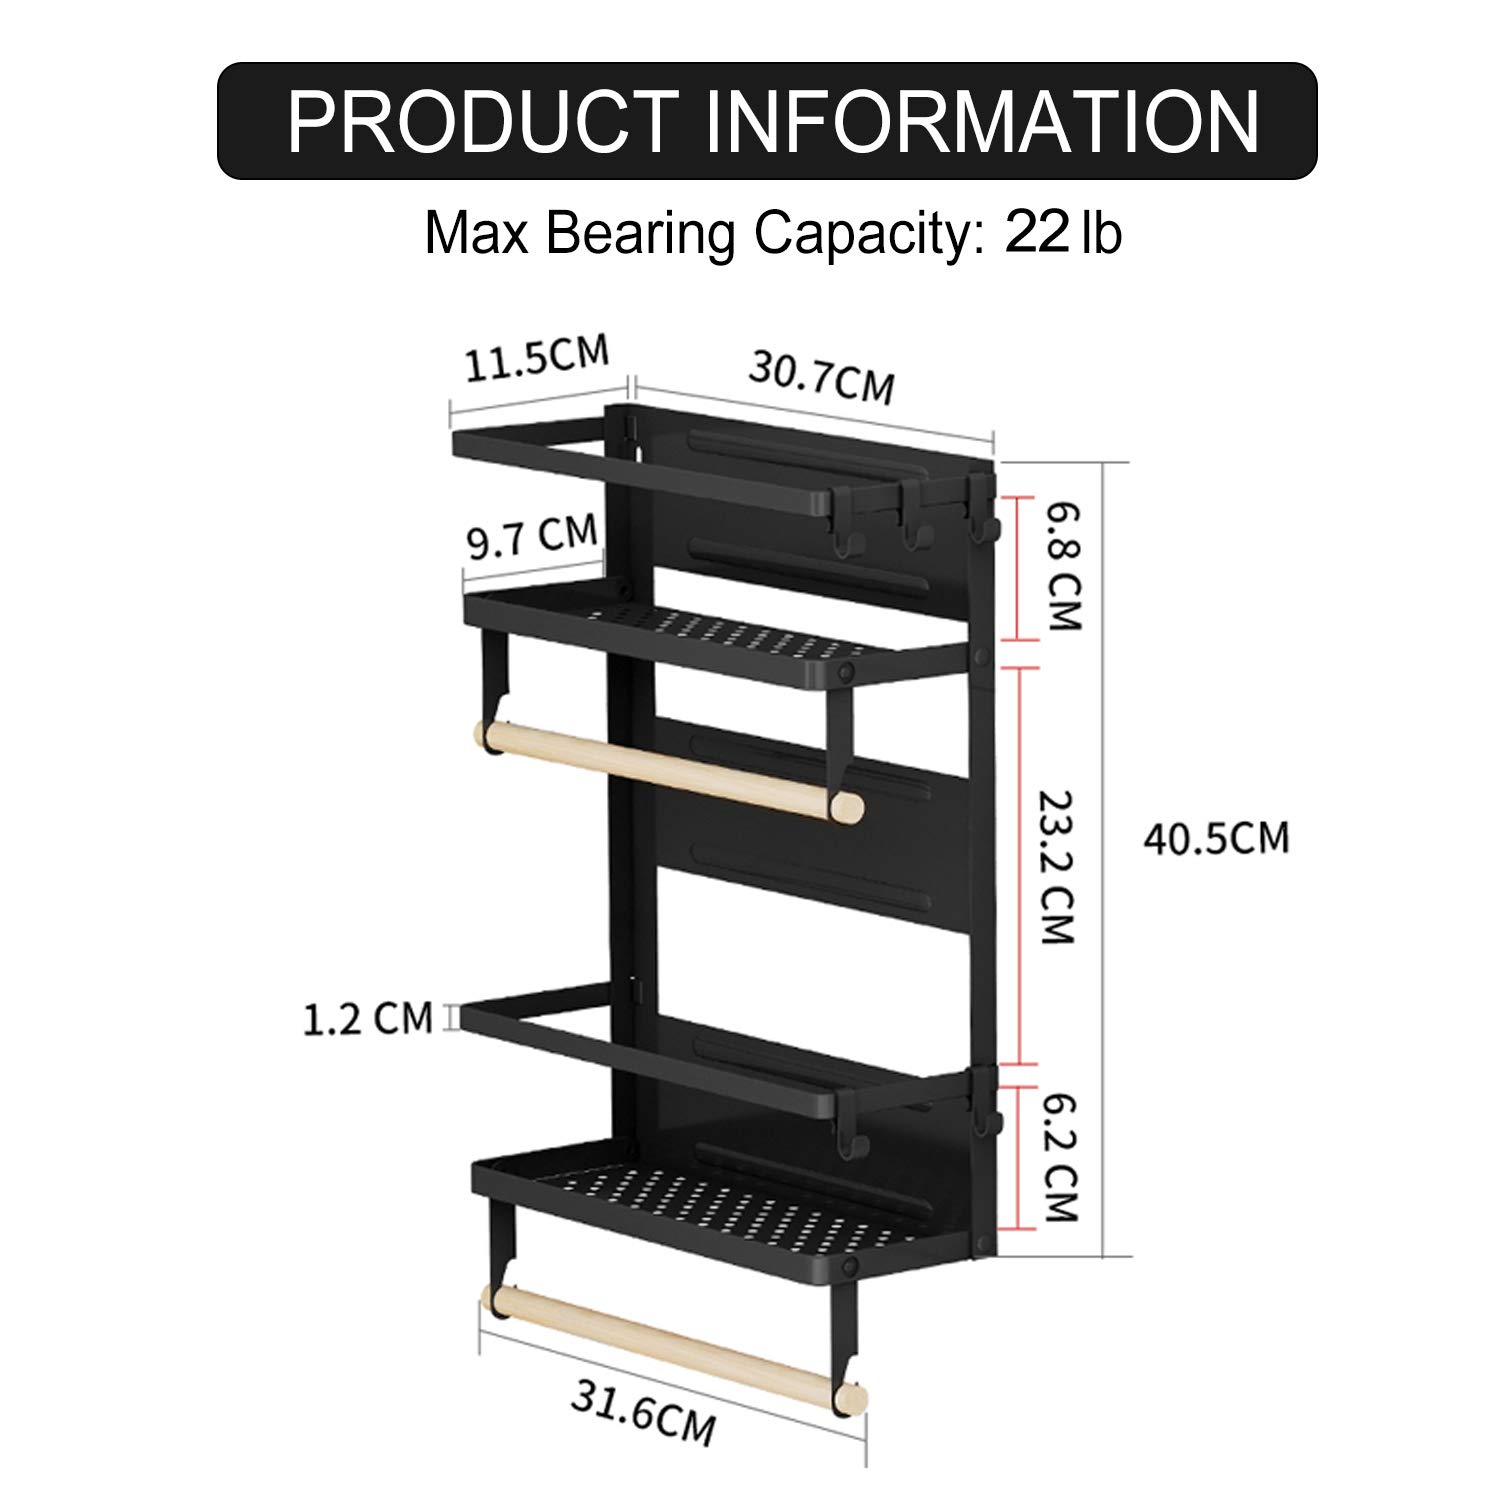 PRODUCT INFORMATION
Max Bearing Capacity: 22 lb
11.5CM
30.7CM
9.7 CM
6.8 CM
23.2 CM
40.5CM
1.2 CM
6.2 CM
31.6CM